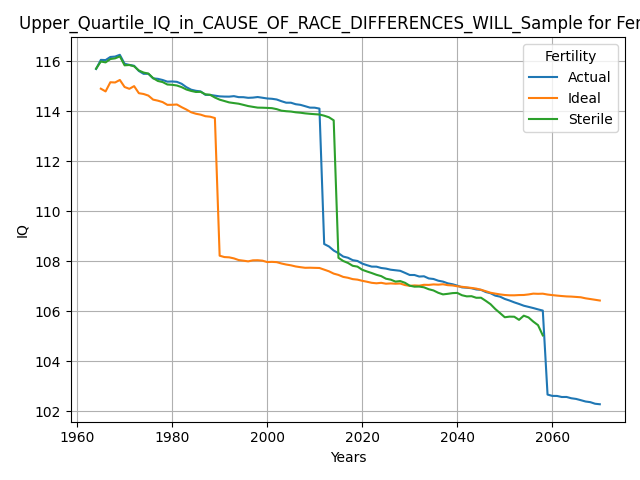 Upper_Quartile_IQ_in_CAUSE_OF_RACE_DIFFERENCES_WILL_Sample for Fer
Fertility
Actual
Ideal
Sterile
116
114
112
110
108
106
104
102
IQ
1960
1980
2000
2020
2040
2060
Years